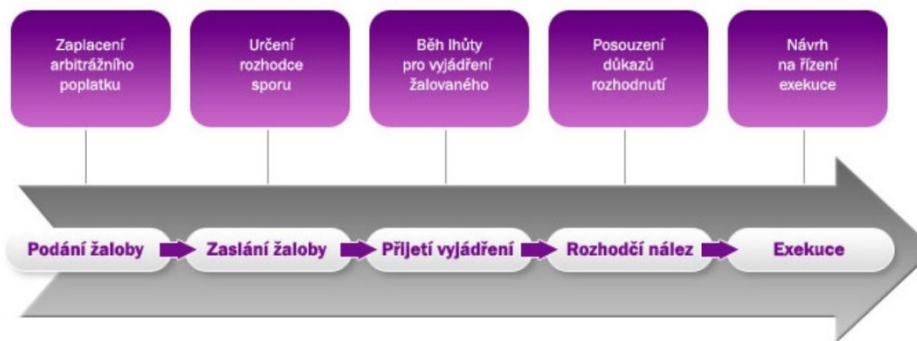 Zaplacení
arbitrážního
poplatku
Určení
rozhodce
sporu
Běh lhůty
pro vyjádření
žalovaného
Posouzení
důkazů
rozhodnutí
Návrh
na řízení
exekuce
Podání žaloby
Zaslání žaloby
Přijetí vyjádření
Rozhodčí nález
Exekuce